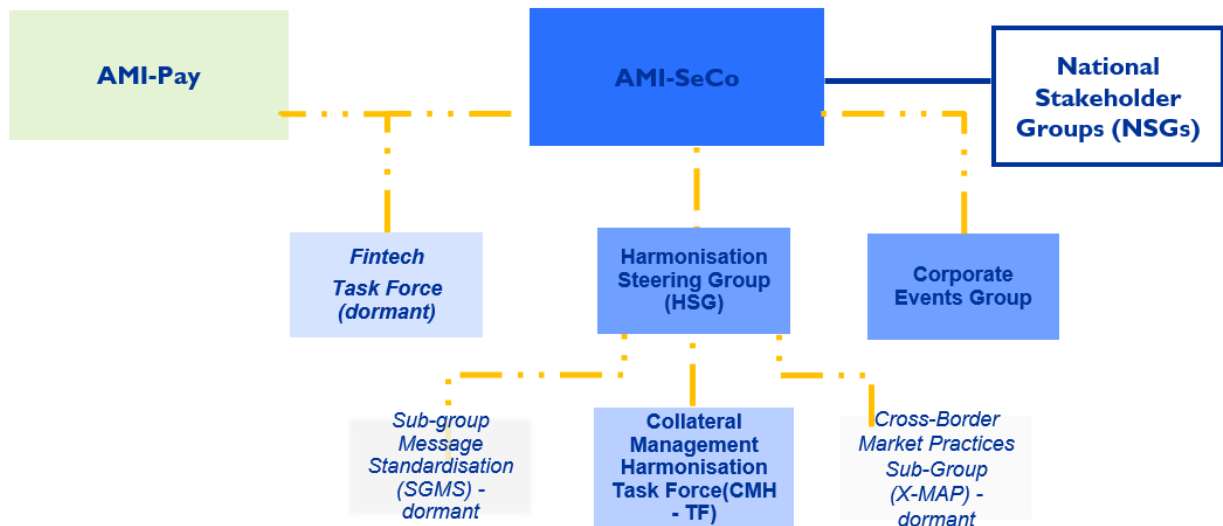 AMI-Pay
AMI-SeCo
National
Stakeholder
Groups (NSGs)
Fintech
Task Force
(dormant)
Harmonisation
Steering Group
(HSG)
Corporate
Events Group
Sub-group
Message
Standardisation
(SGMS) -
dormant
Collateral
Management
Harmonisation
Task Force(CMH
- TF)
Cross-Border
Market Practices
Sub-Group
(X-MAP) -
dormant